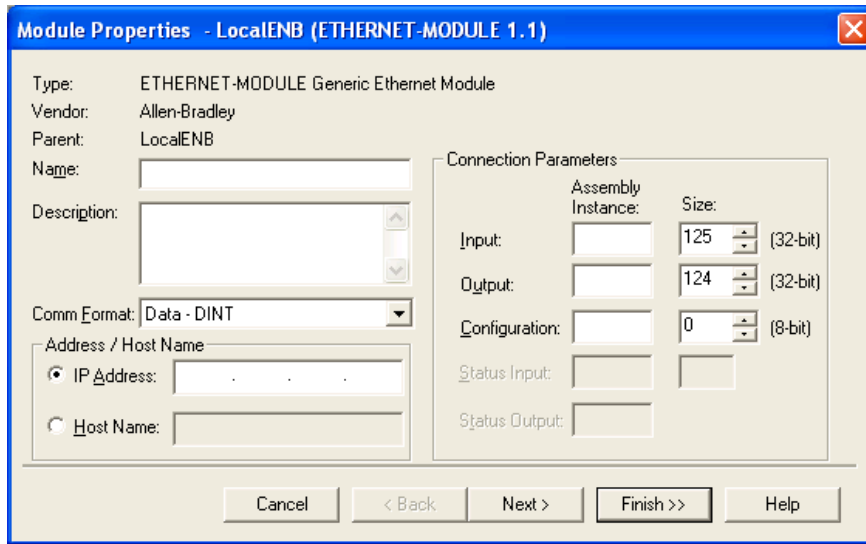 Module Properties - LocalENB (ETHERNET-MODULE 1.1)
Type: ETHERNET-MODULE Generic Ethernet Module
Vendor: Allen-Bradley
Parent: LocalENB
Name:
Description:
Comm Format: Data - DINT
Address / Host Name
IP Address: . . .
Host Name:
Connection Parameters
Assembly Instance: Size:
Input: 125 (32-bit)
Output: 124 (32-bit)
Configuration: 0 (8-bit)
Status Input:
Status Output:
Cancel < Back Next > Finish >> Help